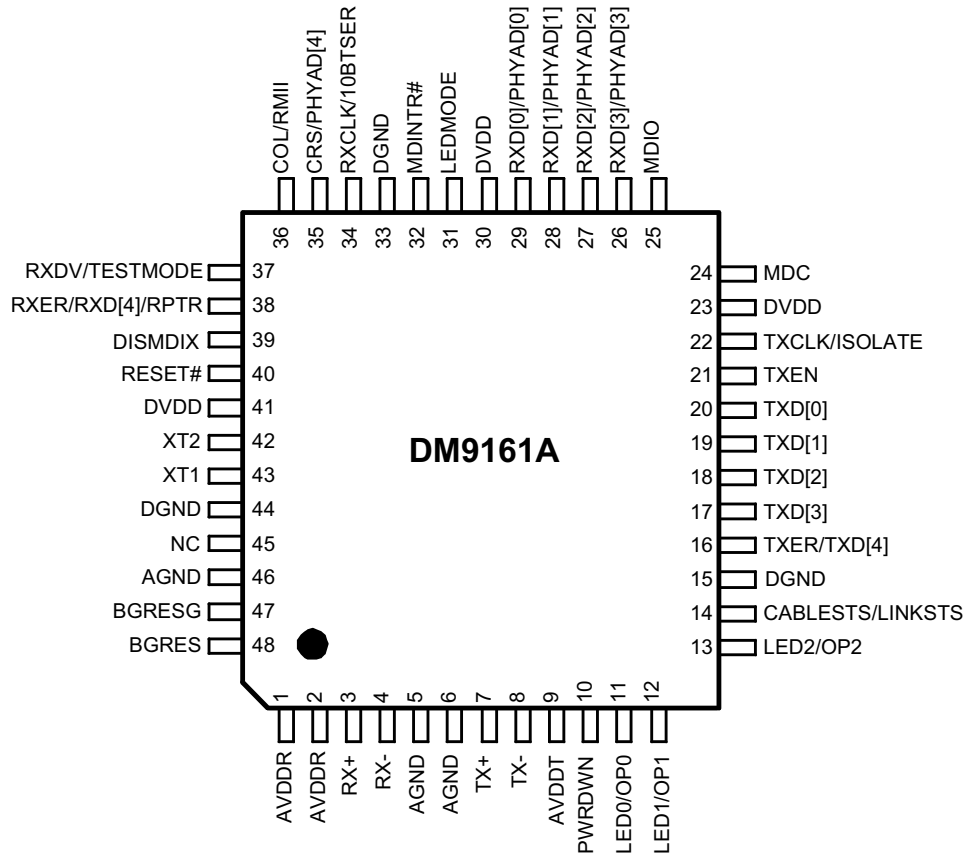 COL/RMII
CRS/PHYAD[4]
RXCLK/10BTSER
DGND
MDINTR#
LEDMODE
DVDD
RXD[0]/PHYAD[0]
RXD[1]/PHYAD[1]
RXD[2]/PHYAD[2]
RXD[3]/PHYAD[3]
MDIO
36
35
34
33
32
31
30
29
28
27
26
25
RXDV/TESTMODE 37
RXER/RXD[4]/RPTR 38
DISMDIX 39
RESET# 40
DVDD 41
XT2 42
XT1 43
DGND 44
NC 45
AGND 46
BGRESG 47
BGRES 48
DM9161A
24 MDC
23 DVDD
22 TXCLK/ISOLATE
21 TXEN
20 TXD[0]
19 TXD[1]
18 TXD[2]
17 TXD[3]
16 TXER/TXD[4]
15 DGND
14 CABLESTS/LINKSTS
13 LED2/OP2
1
2
3
4
5
6
7
8
9
10
11
12
AVDDR
AVDDR
RX+
RX-
AGND
AGND
TX+
TX-
AVDDT
PWRDWN
LED0/OP0
LED1/OP1